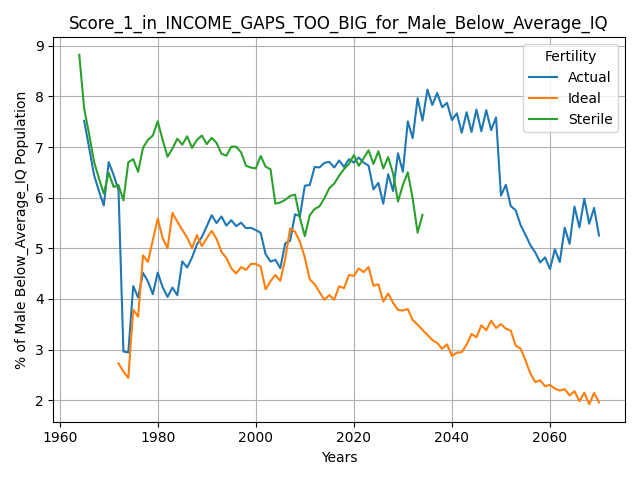 Score_1_in_INCOME_GAPS_TOO_BIG_for_Male_Below_Average_IQ
% of Male Below_Average_IQ Population
9
8
7
6
5
4
3
2
Fertility
Actual
Ideal
Sterile
1960
1980
2000
2020
2040
2060
Years